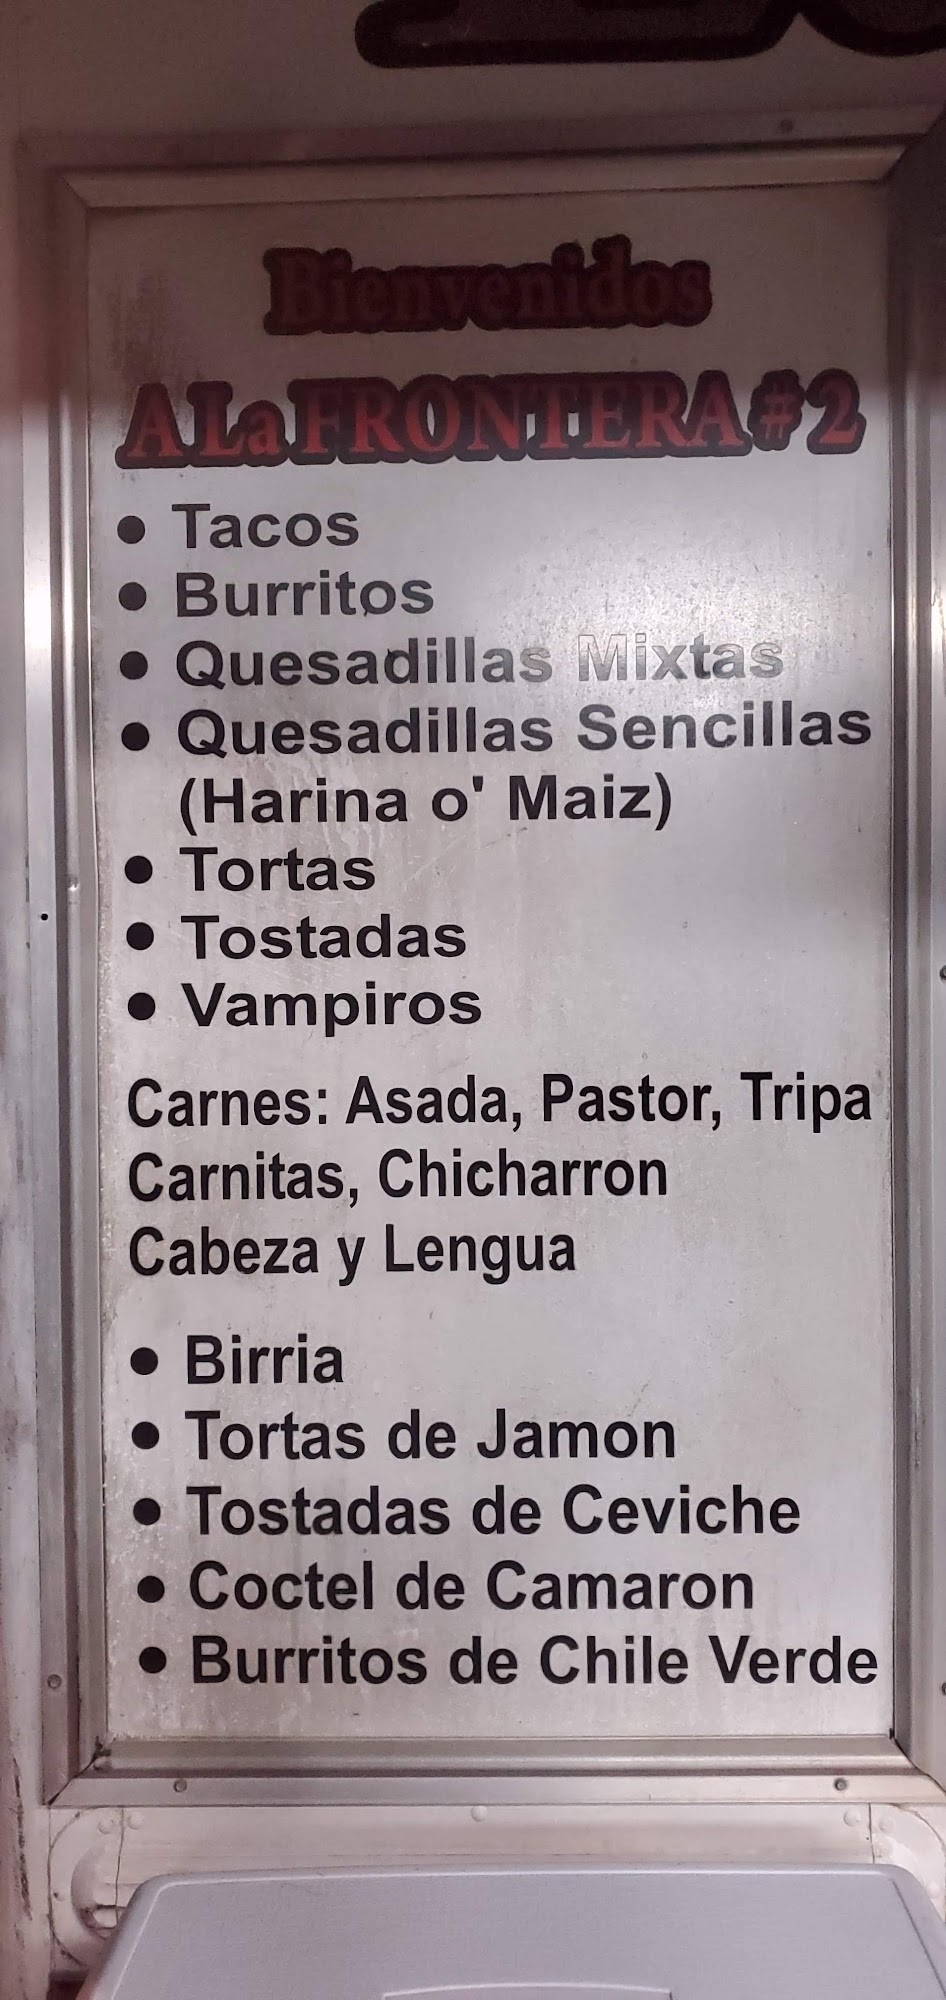 Bienvenidos
A La FRONTERA #2
• Tacos
• Burritos
• Quesadillas Mixtas
• Quesadillas Sencillas
(Harina o' Maiz)
• Tortas
• Tostadas
• Vampiros
Carnes: Asada, Pastor, Tripa
Carnitas, Chicharron
Cabeza y Lengua
• Birria
• Tortas de Jamon
• Tostadas de Ceviche
• Coctel de Camaron
• Burritos de Chile Verde